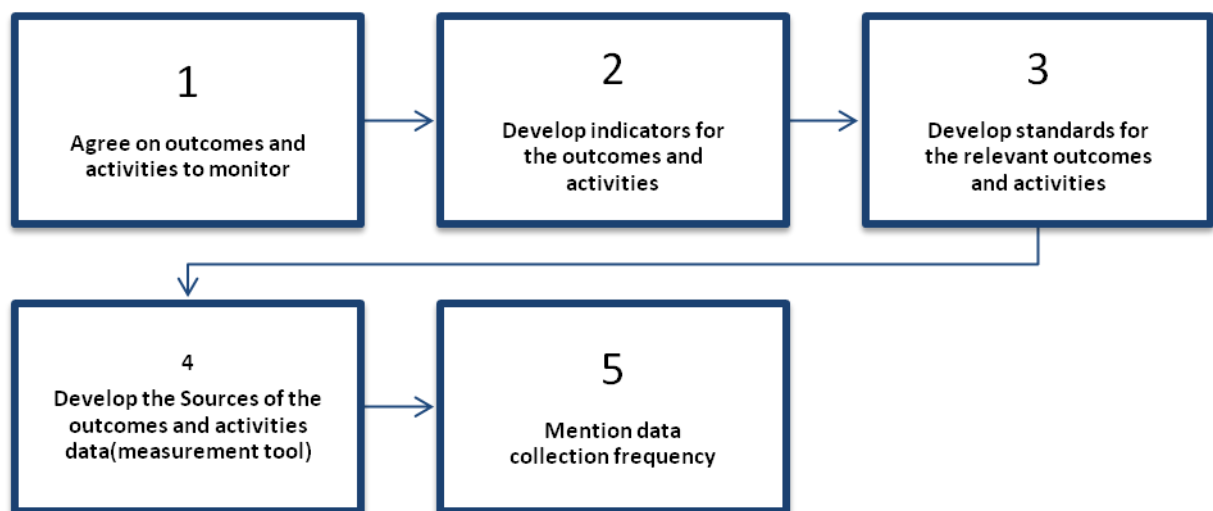 1
Agree on outcomes and
activities to monitor
2
Develop indicators for
the outcomes and
activities
3
Develop standards for
the relevant outcomes
and activities
4
Develop the Sources of the
outcomes and activities
data(measurement tool)
5
Mention data
collection frequency